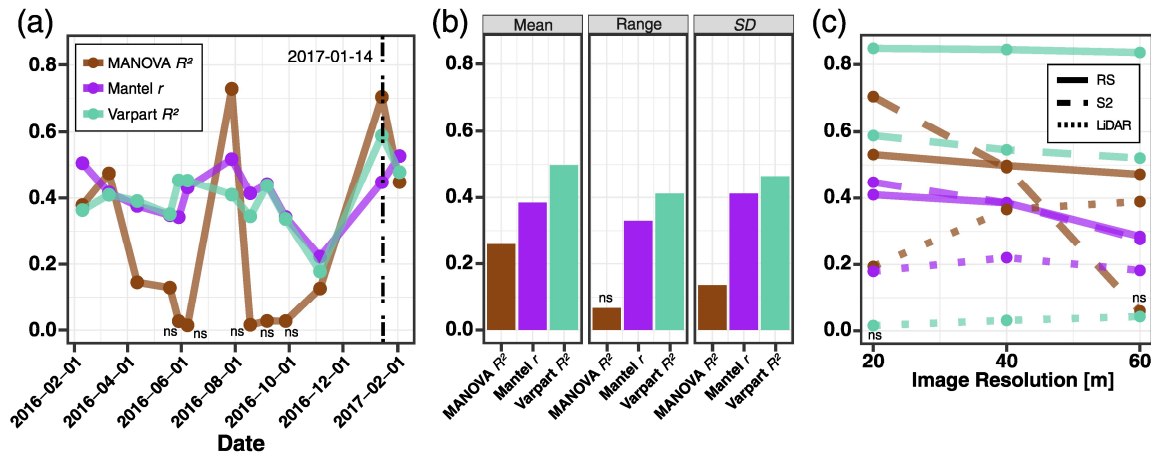 (a)
0.8
0.6
0.4
0.2
0.0
MANOVA R²
Mantel r
Varpart R²
2017-01-14
ns
ns
ns
ns
ns
2016-02-01
2016-04-01
2016-06-01
2016-08-01
2016-10-01
2016-12-01
2017-02-01
Date
(b)
Mean
Range
SD
0.8
0.6
0.4
0.2
0.0
ns
MANOVA R²
Mantel r
Varpart R²
MANOVA R²
Mantel r
Varpart R²
MANOVA R²
Mantel r
Varpart R²
(c)
0.8
0.6
0.4
0.2
0.0
RS
S2
LiDAR
ns
ns
20
40
60
Image Resolution [m]